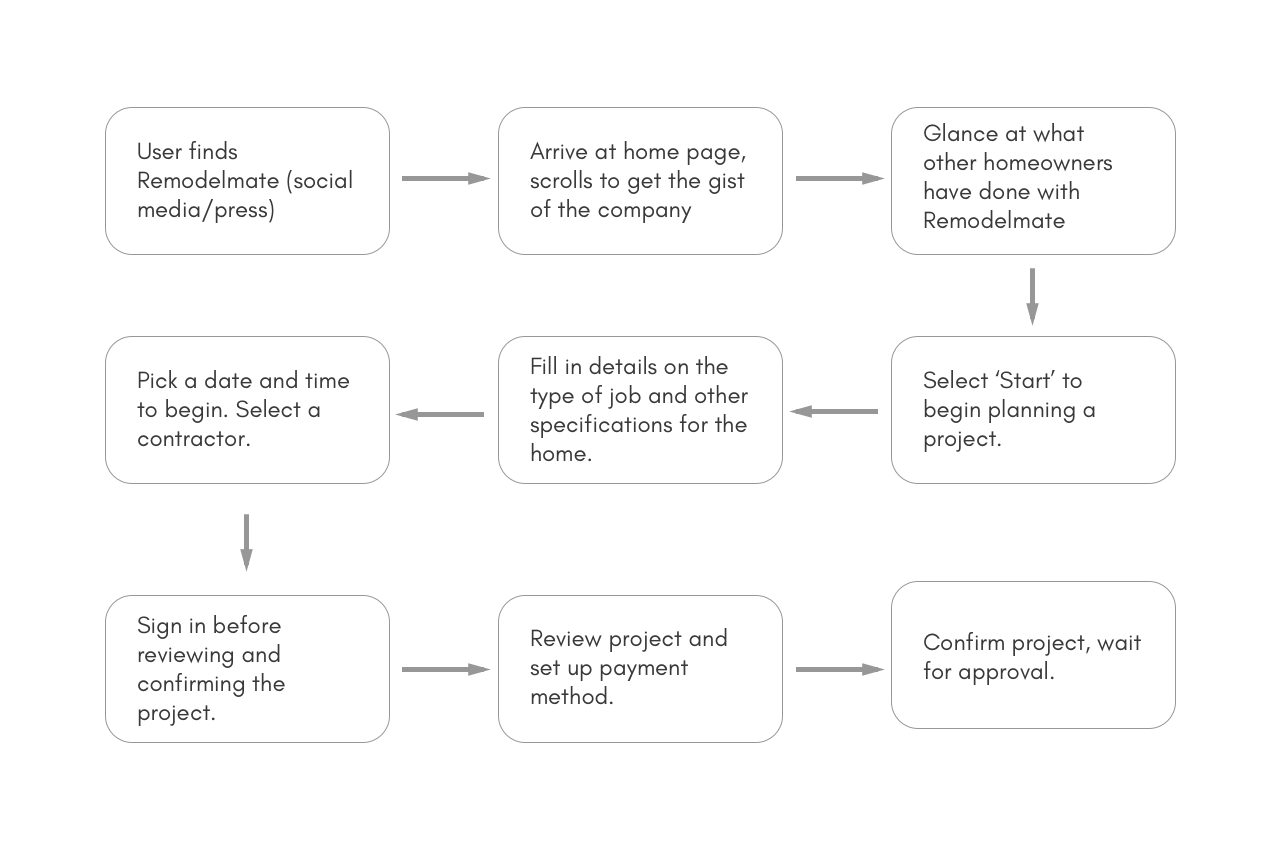 User finds
Remodelmate (social
media/press)
Arrive at home page,
scrolls to get the gist
of the company
Glance at what
other homeowners
have done with
Remodelmate
Select ‘Start’ to
begin planning a
project.
Fill in details on the
type of job and other
specifications for the
home.
Pick a date and time
to begin. Select a
contractor.
Sign in before
reviewing and
confirming the
project.
Review project and
set up payment
method.
Confirm project, wait
for approval.